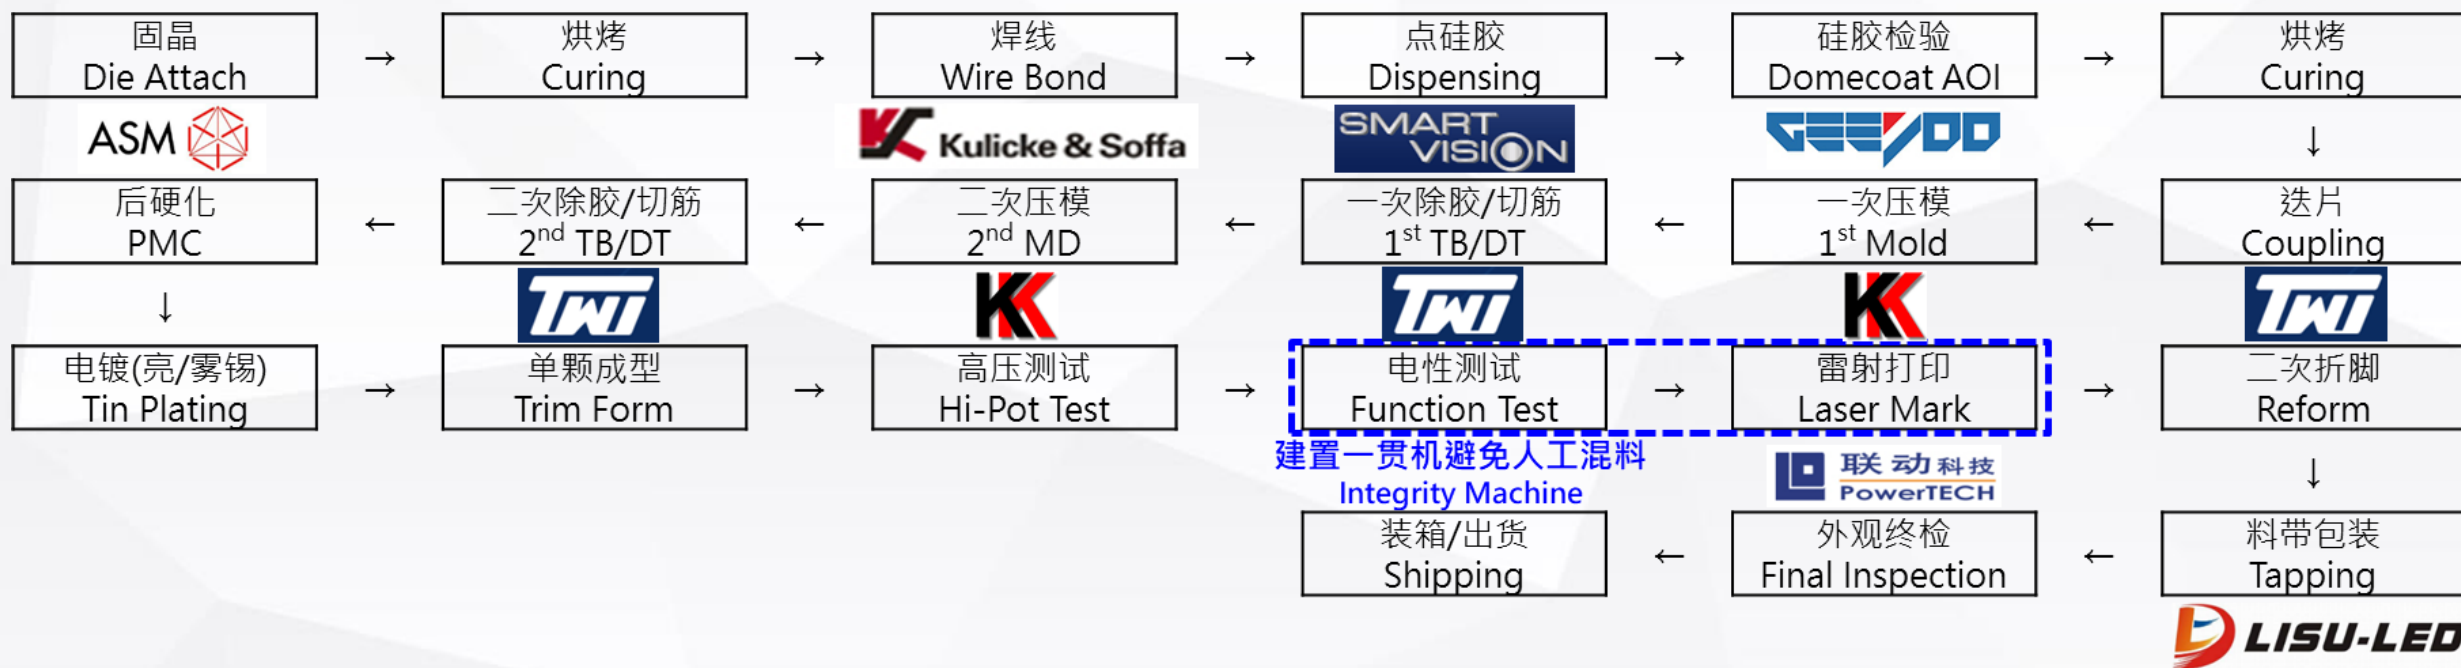 固晶
Die Attach
→
烘烤
Curing
→
焊线
Wire Bond
→
点硅胶
Dispensing
→
硅胶检验
Domecoat AOI
→
烘烤
Curing
ASM
Kulicke & Soffa
SMART VISION
GEEYOO
↓
后硬化
PMC
←
二次除胶/切筋
2nd TB/DT
←
二次压模
2nd MD
←
一次除胶/切筋
1st TB/DT
←
一次压模
1st Mold
←
迭片
Coupling
↓
TWI
KK
TWI
KK
TWI
电镀(亮/雾锡)
Tin Plating
→
单颗成型
Trim Form
→
高压测试
Hi-Pot Test
→
电性测试
Function Test
→
雷射打印
Laser Mark
→
二次折脚
Reform
建置一贯机避免人工混料
Integrity Machine
联动科技
PowerTECH
↓
装箱/出货
Shipping
←
外观终检
Final Inspection
←
料带包装
Tapping
LISU-LED